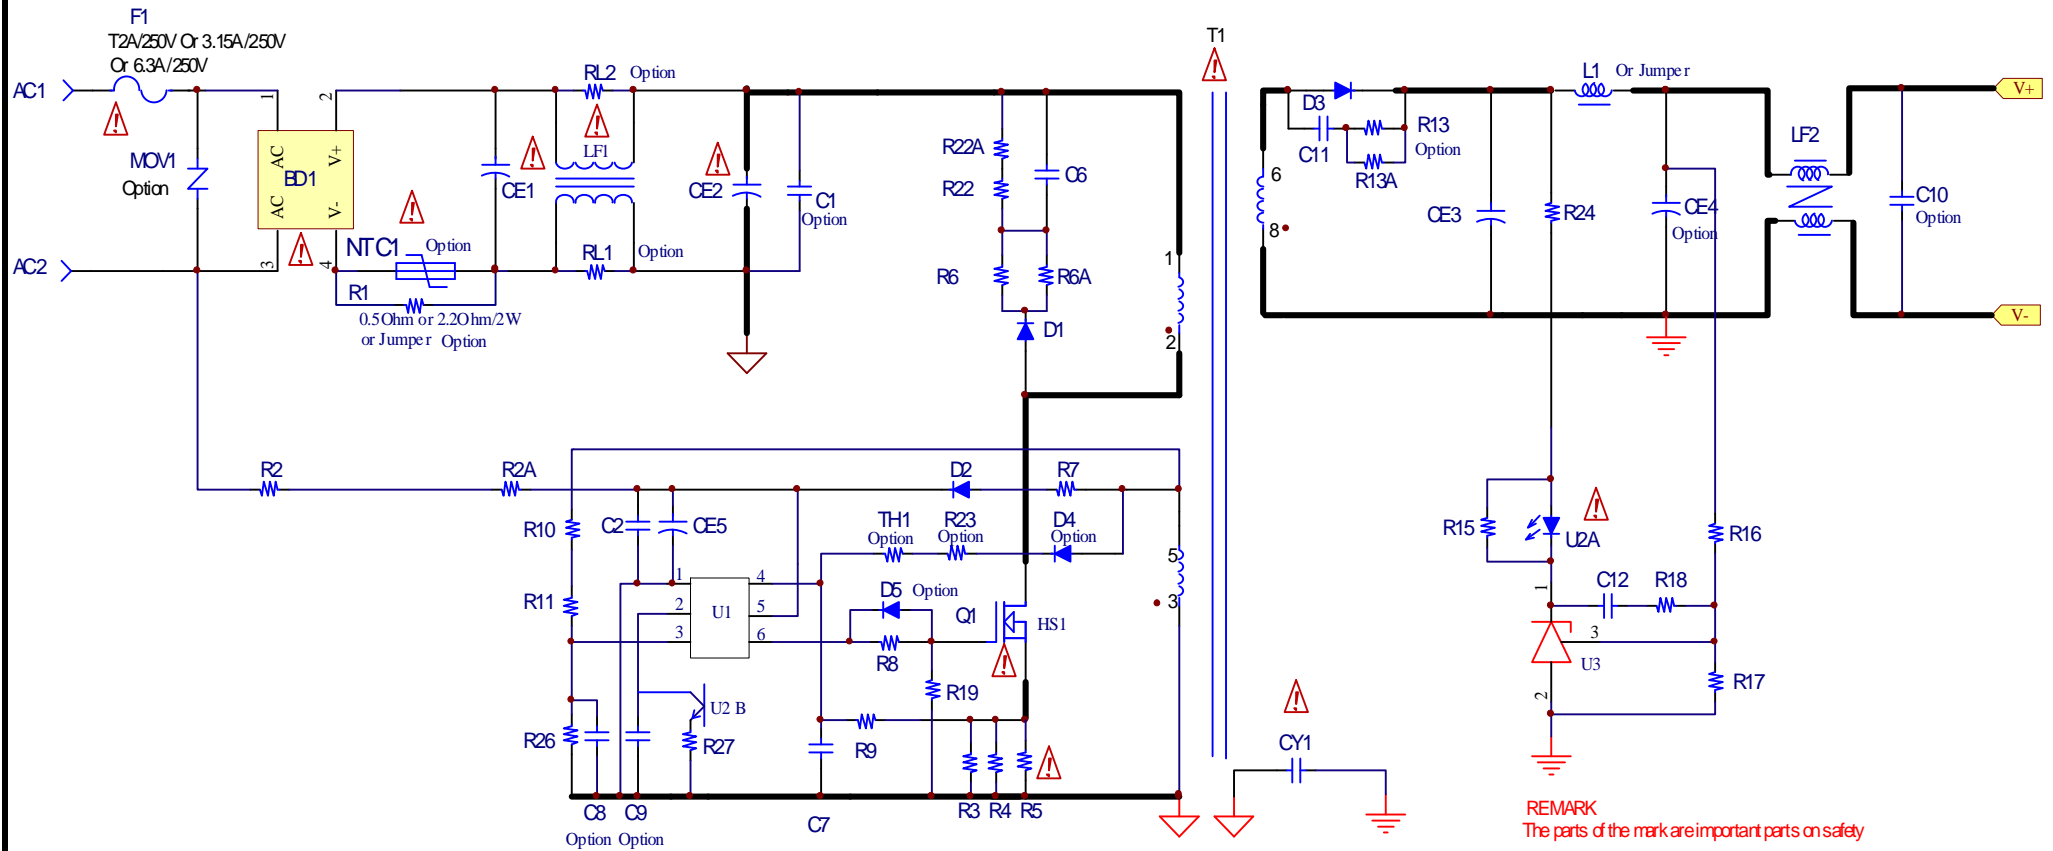 F1
T2A/250V Or 3.15A/250V
Or 6.3A/250V
T1
AC1
1
2
RL2 Option
L1 Or Jumper
V+
MOV1
Option
AC
V+
BD1
AC
V-
LF1
CE1
CE2
C1
Option
R22A
R22
C6
D3
C11
R13
Option
R13A
LF2
6
8
CE3
R24
CE4
Option
C10
Option
NTC1 Option
AC2
3
4
RL1 Option
R6
R6A
1
R1
0.5Ohm or 2.2Ohm/2W
or Jumper Option
D1
2
V-
R2
R2A
D2
R7
R10
C2
CE5
TH1
Option
R23
Option
D4
Option
5
R15
U2A
R16
R11
1
2
3
U1
4
5
6
D5 Option
R8
Q1
HS1
3
1
C12
R18
3
U3
2
R17
R19
U2 B
R26
R27
R9
CY1
C8
Option
C9
Option
C7
R3
R4
R5
REMARK
The parts of the mark are important parts on safety